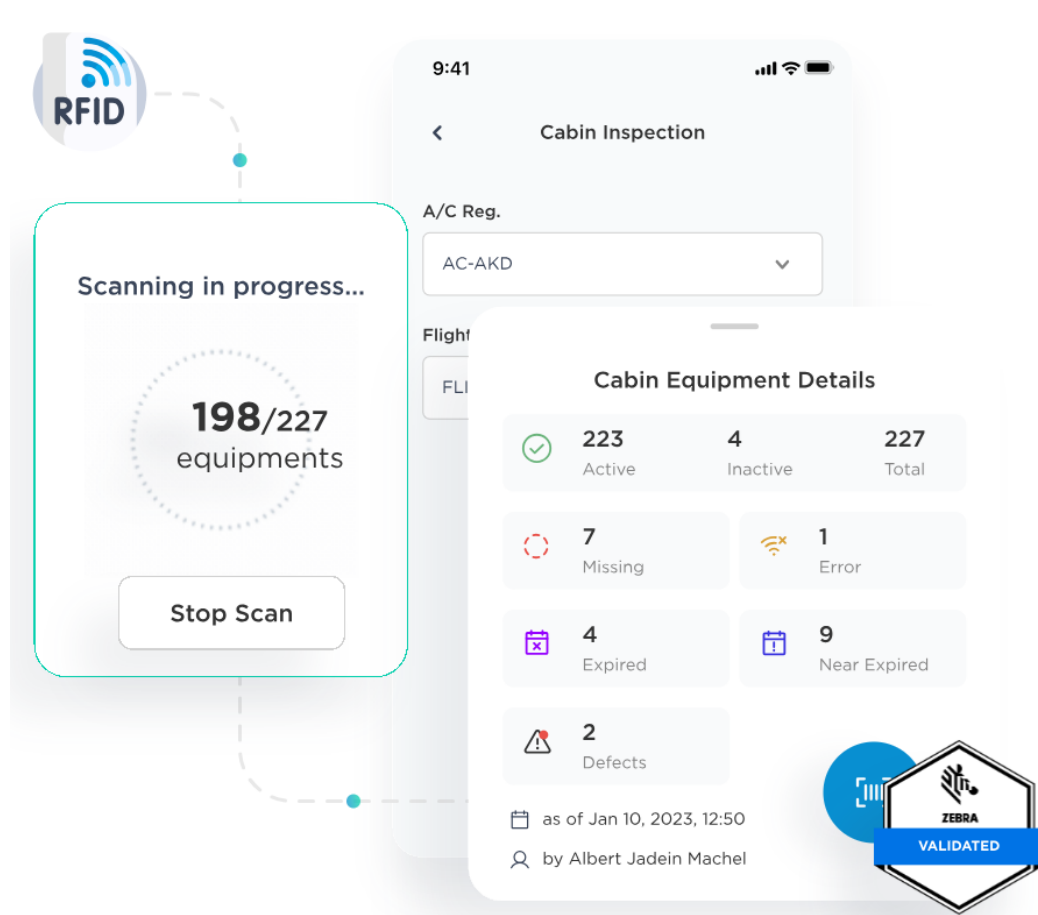 RFID
Scanning in progress...
198/227
equipments
Stop Scan
9:41
Cabin Inspection
A/C Reg.
AC-AKD
Flight
FLI
Cabin Equipment Details
223 4 227
Active Inactive Total
7 1
Missing Error
4 9
Expired Near Expired
2
Defects
as of Jan 10, 2023, 12:50
by Albert Jadein Machel
ZEBRA
VALIDATED